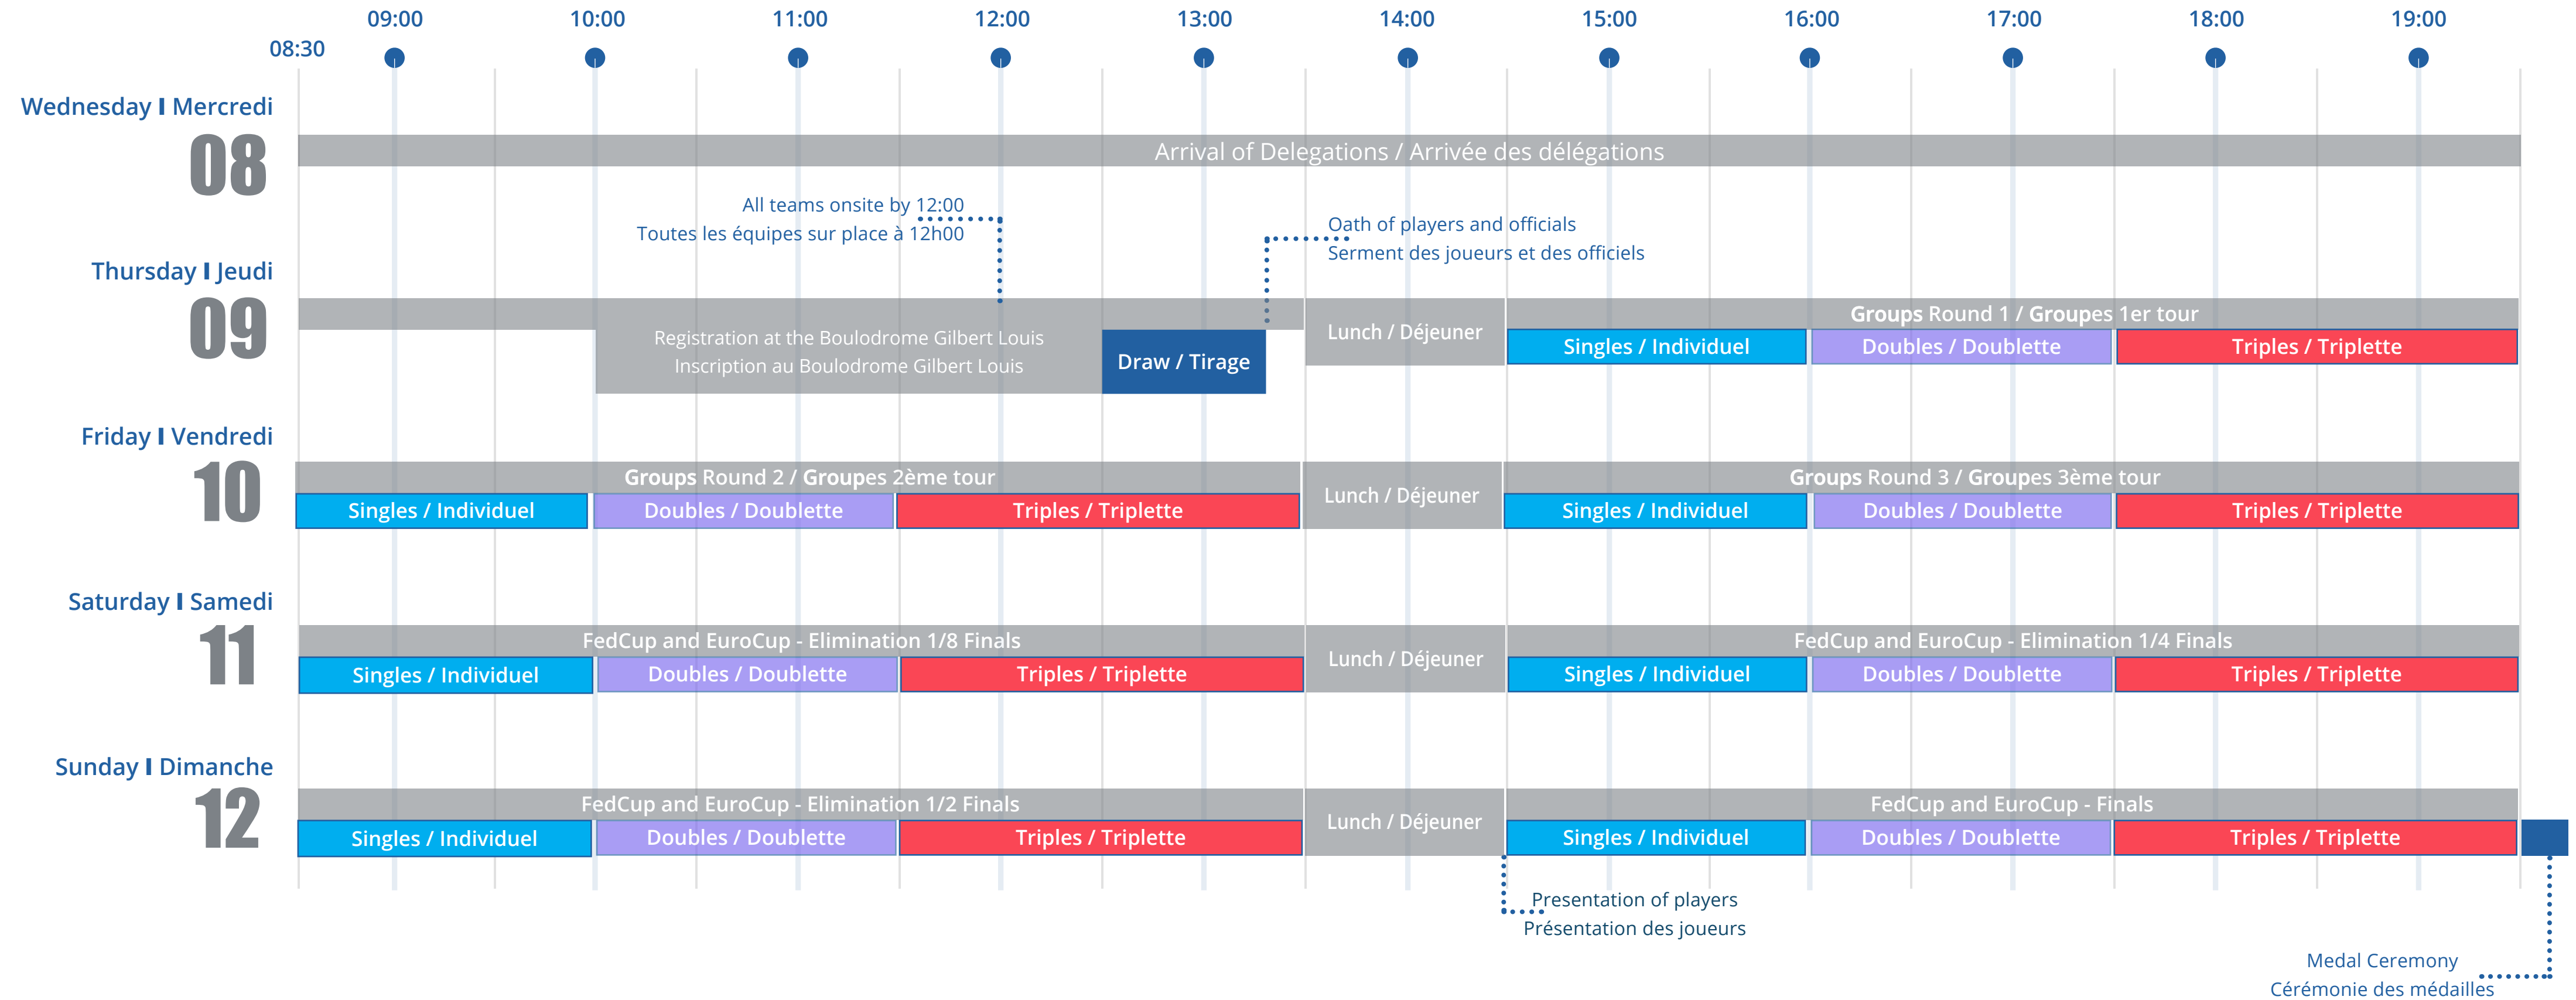 09:00 10:00 11:00 12:00 13:00 14:00 15:00 16:00 17:00 18:00 19:00
08:30
Wednesday I Mercredi
08
Arrival of Delegations / Arrivée des délégations
All teams onsite by 12:00
Toutes les équipes sur place à 12h00
Oath of players and officials
Serment des joueurs et des officiels
Thursday I Jeudi
09
Registration at the Boulodrome Gilbert Louis
Inscription au Boulodrome Gilbert Louis
Draw / Tirage
Lunch / Déjeuner
Groups Round 1 / Groupes 1er tour
Singles / Individuel
Doubles / Doublette
Triples / Triplette
Friday I Vendredi
10
Groups Round 2 / Groupes 2ème tour
Singles / Individuel
Doubles / Doublette
Triples / Triplette
Lunch / Déjeuner
Groups Round 3 / Groupes 3ème tour
Singles / Individuel
Doubles / Doublette
Triples / Triplette
Saturday I Samedi
11
FedCup and EuroCup - Elimination 1/8 Finals
Singles / Individuel
Doubles / Doublette
Triples / Triplette
Lunch / Déjeuner
FedCup and EuroCup - Elimination 1/4 Finals
Singles / Individuel
Doubles / Doublette
Triples / Triplette
Sunday I Dimanche
12
FedCup and EuroCup - Elimination 1/2 Finals
Singles / Individuel
Doubles / Doublette
Triples / Triplette
Lunch / Déjeuner
FedCup and EuroCup - Finals
Singles / Individuel
Doubles / Doublette
Triples / Triplette
Presentation of players
Présentation des joueurs
Medal Ceremony
Cérémonie des médailles